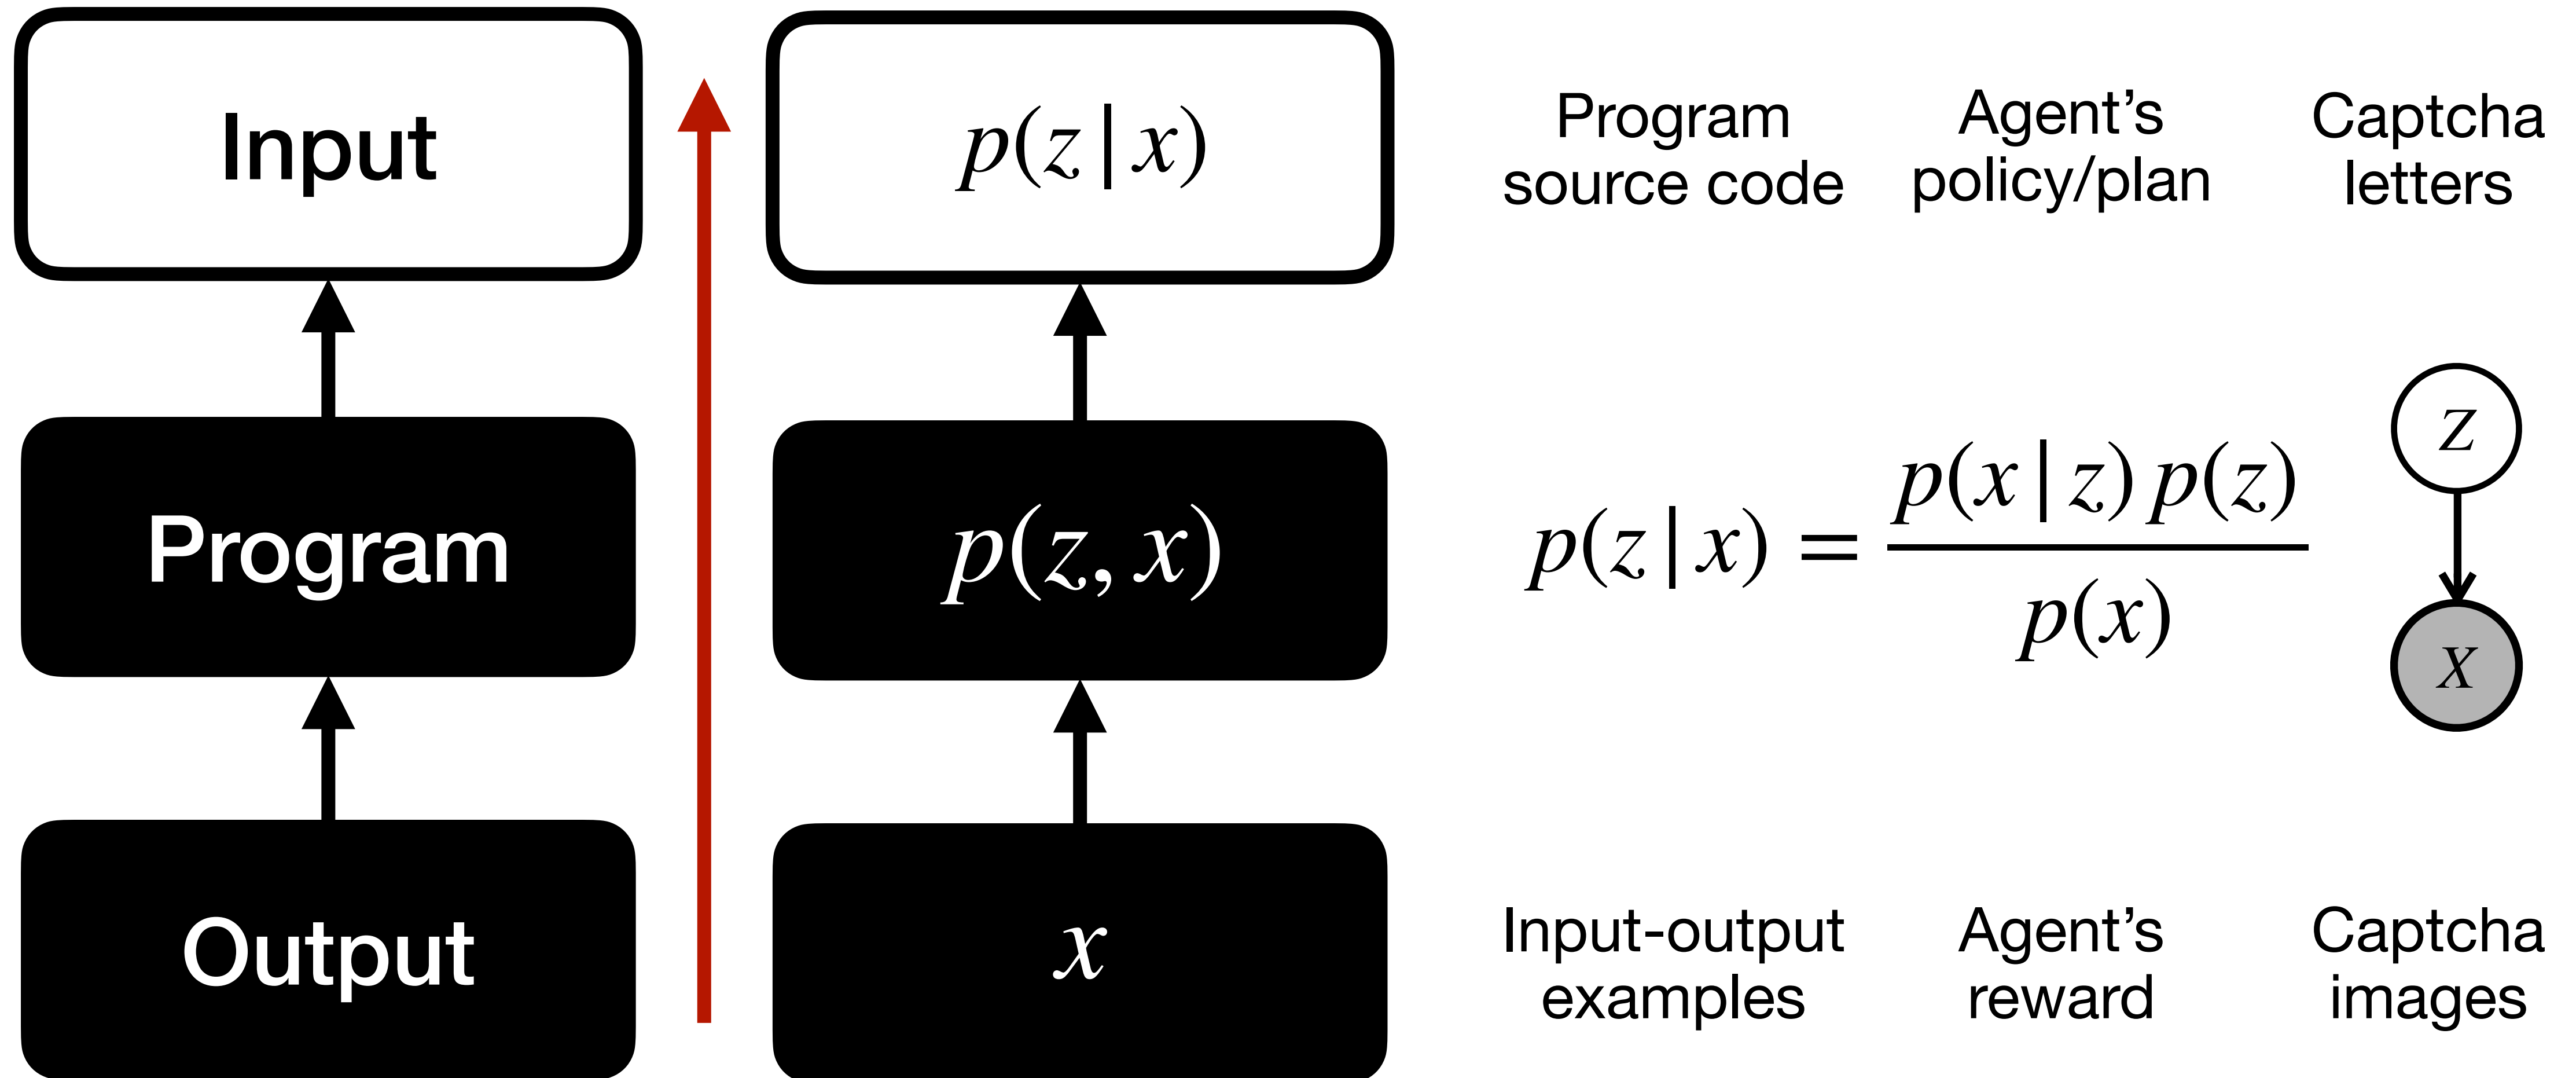 Input
p(z | x)
Program
source code
Agent’s
policy/plan
Captcha
letters
Program
p(z, x)
p(z | x) = p(x | z) p(z) / p(x)
z
x
Output
x
Input-output
examples
Agent’s
reward
Captcha
images